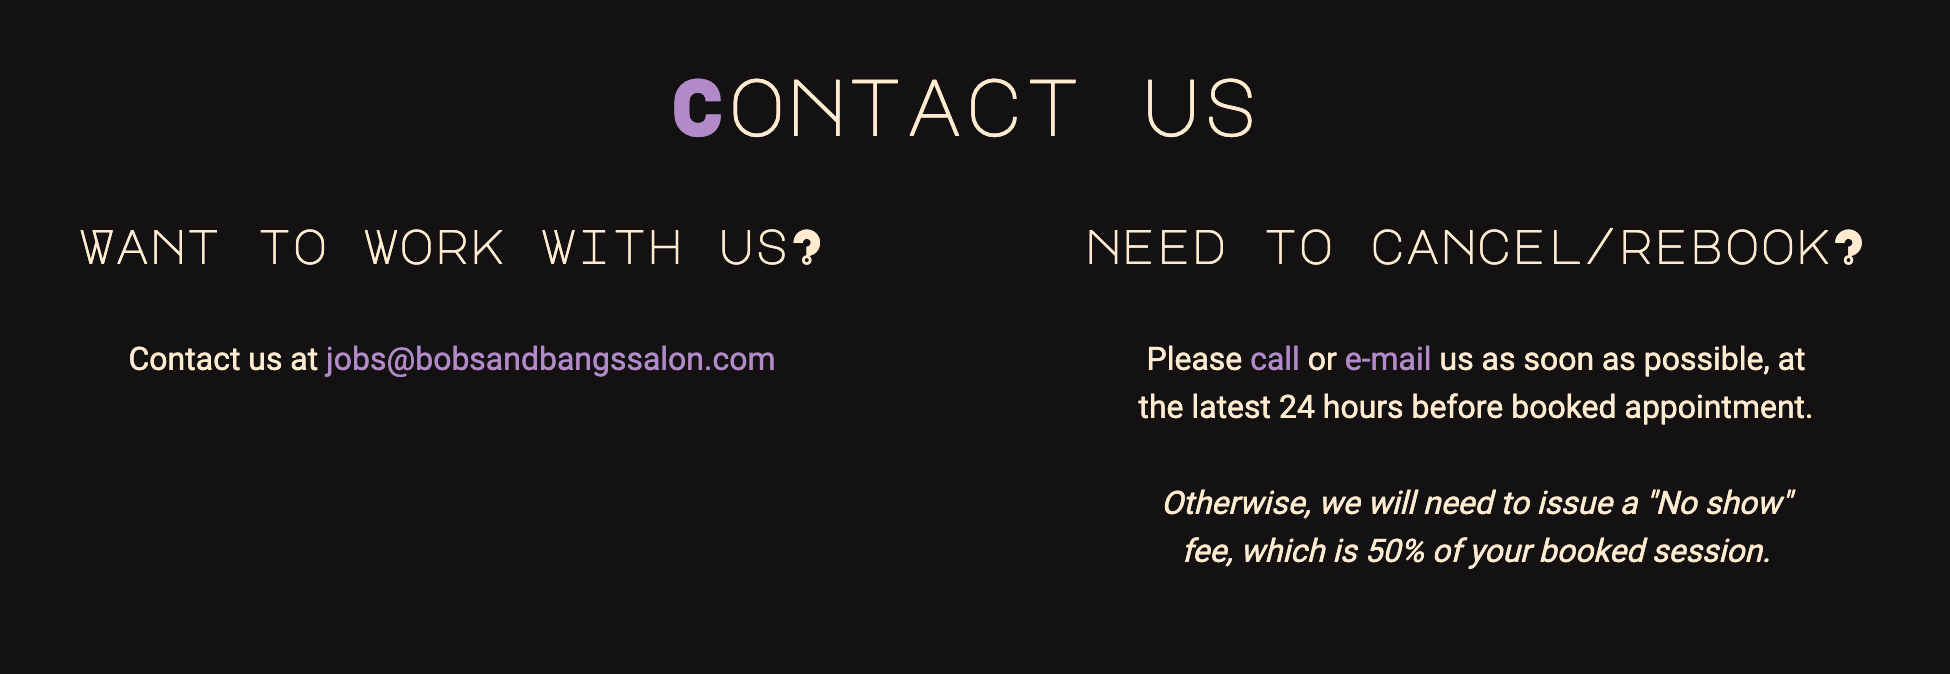 CONTACT US
WANT TO WORK WITH US?
Contact us at jobs@bobsandbangssalon.com
NEED TO CANCEL/REBOOK?
Please call or e-mail us as soon as possible, at
the latest 24 hours before booked appointment.
Otherwise, we will need to issue a "No show"
fee, which is 50% of your booked session.